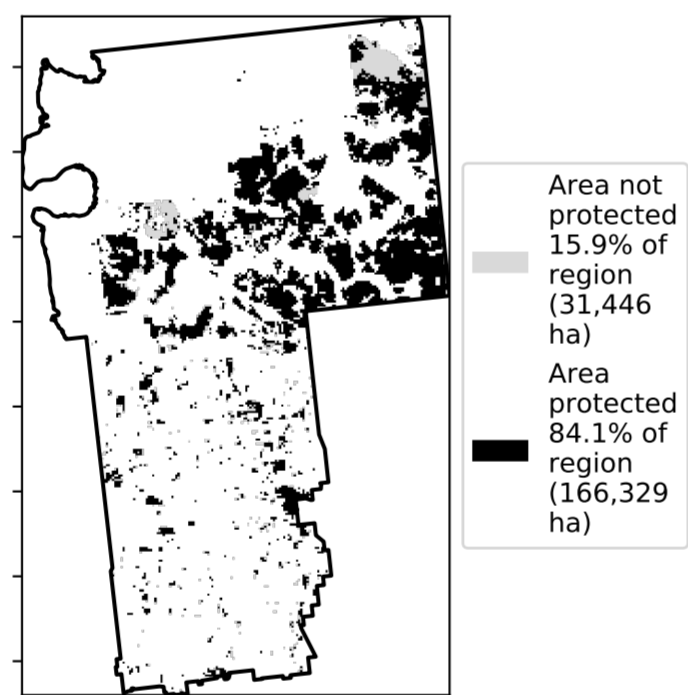 Area not
protected
15.9% of
region
(31,446
ha)
Area
protected
84.1% of
region
(166,329
ha)